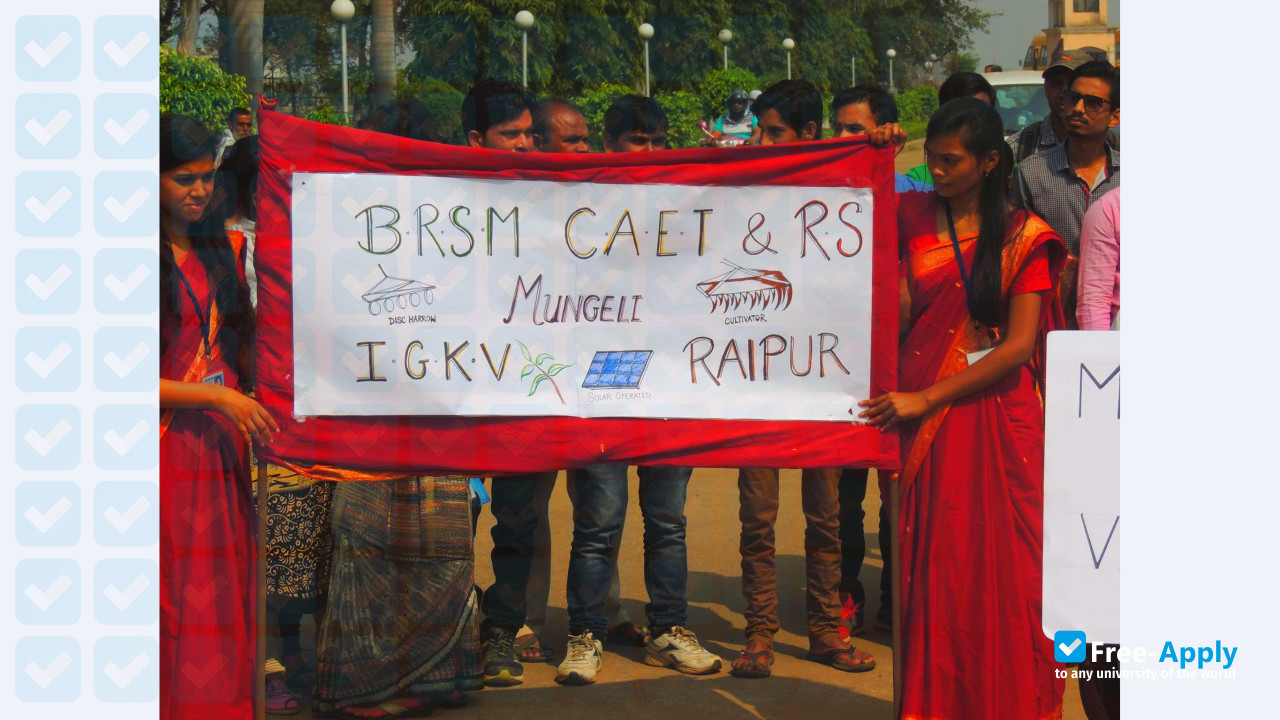 B.R.S.M C.A.E.T & R.S
DISC HARROW
MUNGELI
CULTIVATOR
I.G.K.V
SOLAR OPERATED
RAIPUR
M
V
Free-Apply
to any university of the world